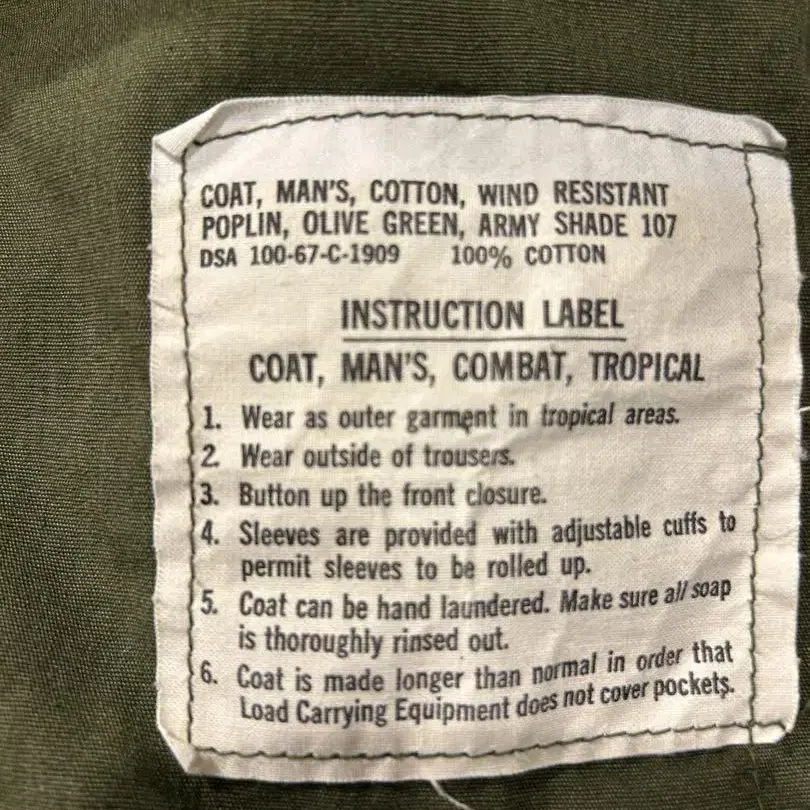 COAT, MAN'S, COTTON, WIND RESISTANT
POPLIN, OLIVE GREEN, ARMY SHADE 107
DSA 100-67-C-1909 100% COTTON
INSTRUCTION LABEL
COAT, MAN'S, COMBAT, TROPICAL
1. Wear as outer garment in tropical areas.
2. Wear outside of trousers.
3. Button up the front closure.
4. Sleeves are provided with adjustable cuffs to
permit sleeves to be rolled up.
5. Coat can be hand laundered. Make sure all soap
is thoroughly rinsed out.
6. Coat is made longer than normal in order that
Load Carrying Equipment does not cover pockets.